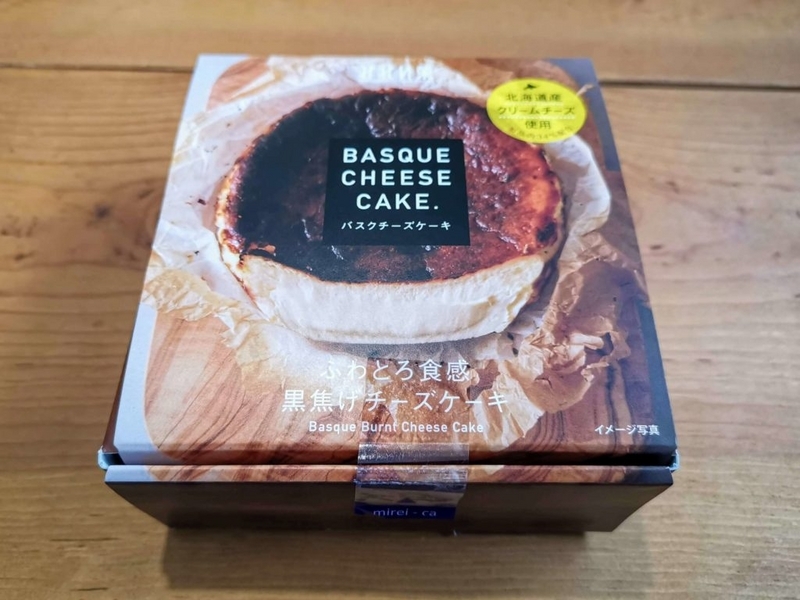 北海道産
クリームチーズ
使用
BASQUE
CHEESE
CAKE.
バスクチーズケーキ
ふわとろ食感
黒焦げチーズケーキ
Basque Burnt Cheese Cake
イメージ写真
mirei - ca